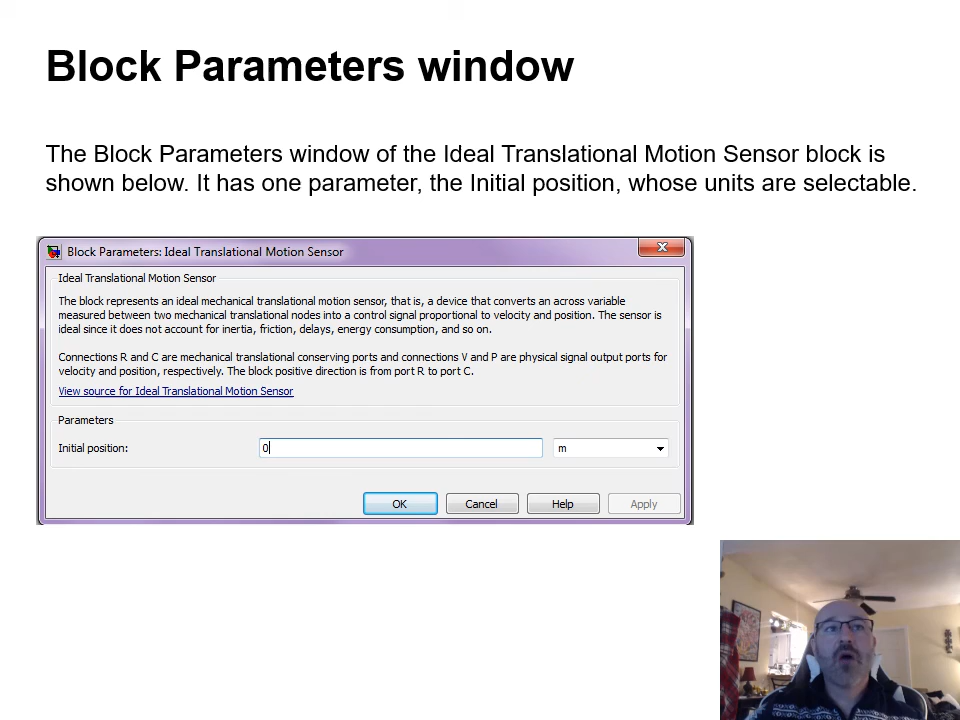 Block Parameters window
The Block Parameters window of the Ideal Translational Motion Sensor block is
shown below. It has one parameter, the Initial position, whose units are selectable.
Block Parameters: Ideal Translational Motion Sensor
Ideal Translational Motion Sensor
The block represents an ideal mechanical translational motion sensor, that is, a device that converts an across variable
measured between two mechanical translational nodes into a control signal proportional to velocity and position. The sensor is
ideal since it does not account for inertia, friction, delays, energy consumption, and so on.
Connections R and C are mechanical translational conserving ports and connections V and P are physical signal output ports for
velocity and position, respectively. The block positive direction is from port R to port C.
View source for Ideal Translational Motion Sensor
Parameters
Initial position: 0 m
OK Cancel Help Apply